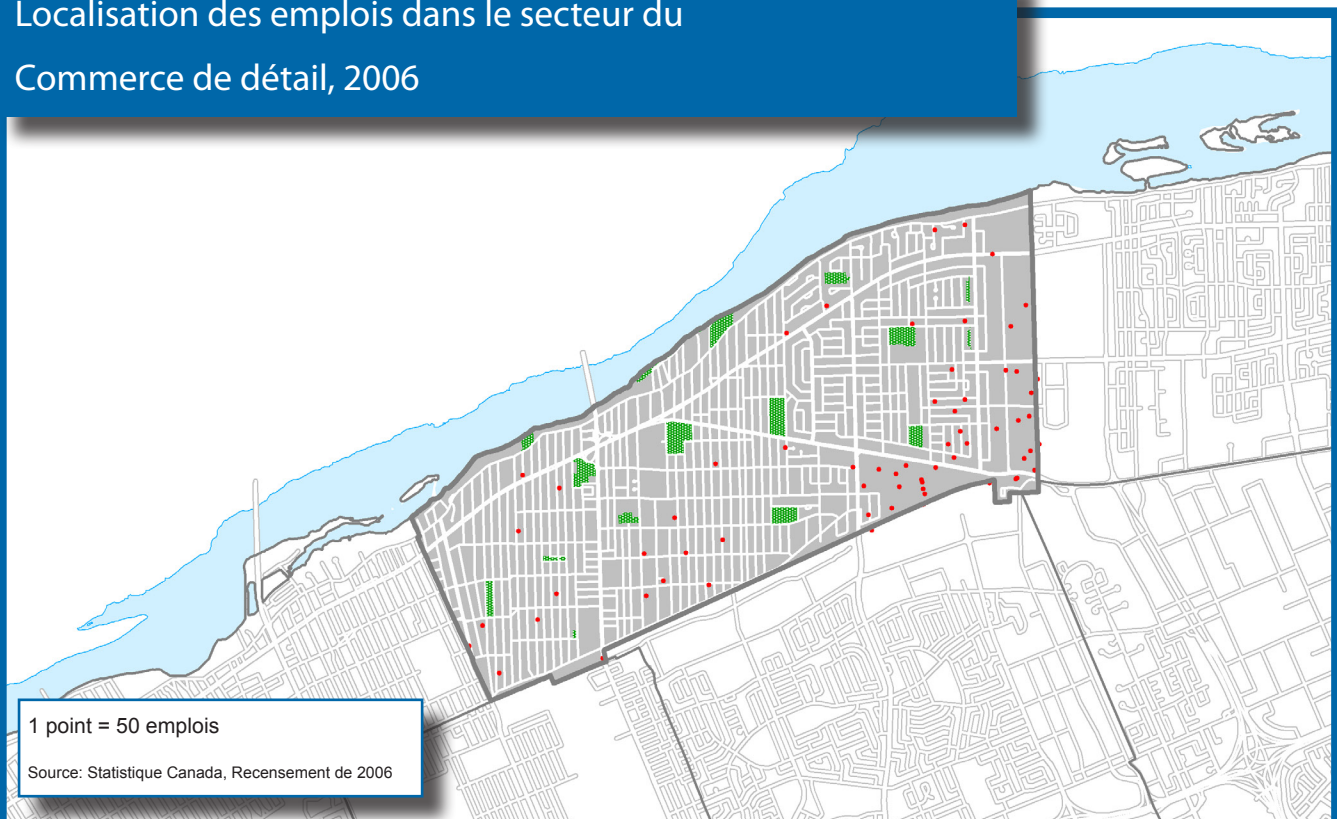 Localisation des emplois dans le secteur du
Commerce de détail, 2006
1 point = 50 emplois
Source: Statistique Canada, Recensement de 2006